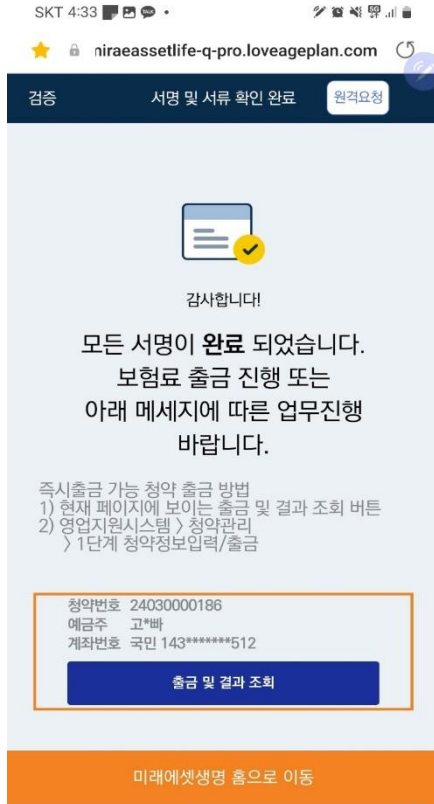 SKT 4:33
niraeassetlife-q-pro.loveageplan.com
검증 서명 및 서류 확인 완료 원격요청
감사합니다!
모든 서명이 완료 되었습니다.
보험료 출금 진행 또는
아래 메세지에 따른 업무진행
바랍니다.
즉시출금 가능 청약 출금 방법
1) 현재 페이지에 보이는 출금 및 결과 조회 버튼
2) 영업지원시스템 〉 청약관리
〉 1단계 청약정보입력/출금
청약번호 24030000186
예금주 고*빠
계좌번호 국민 143*******512
출금 및 결과 조회
미래에셋생명 홈으로 이동